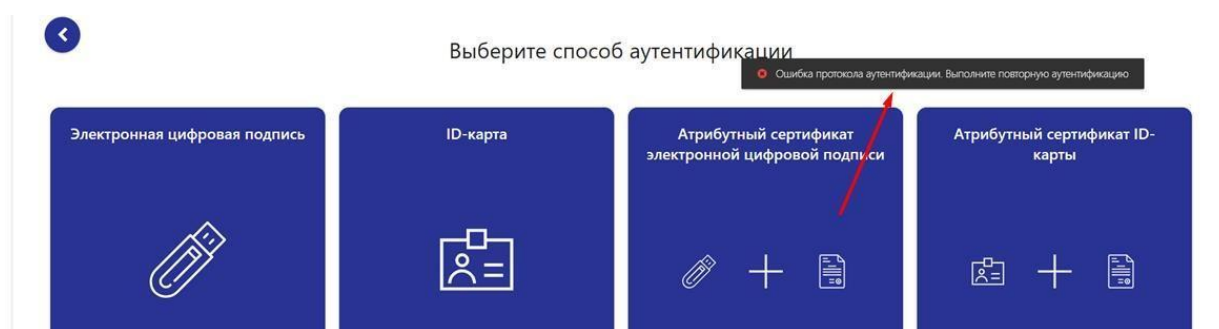 Выберите способ аутентификации
Ошибка протокола аутентификации. Выполните повторную аутентификацию
Электронная цифровая подпись
ID-карта
Атрибутный сертификат
электронной цифровой подписи
Атрибутный сертификат ID-
карты